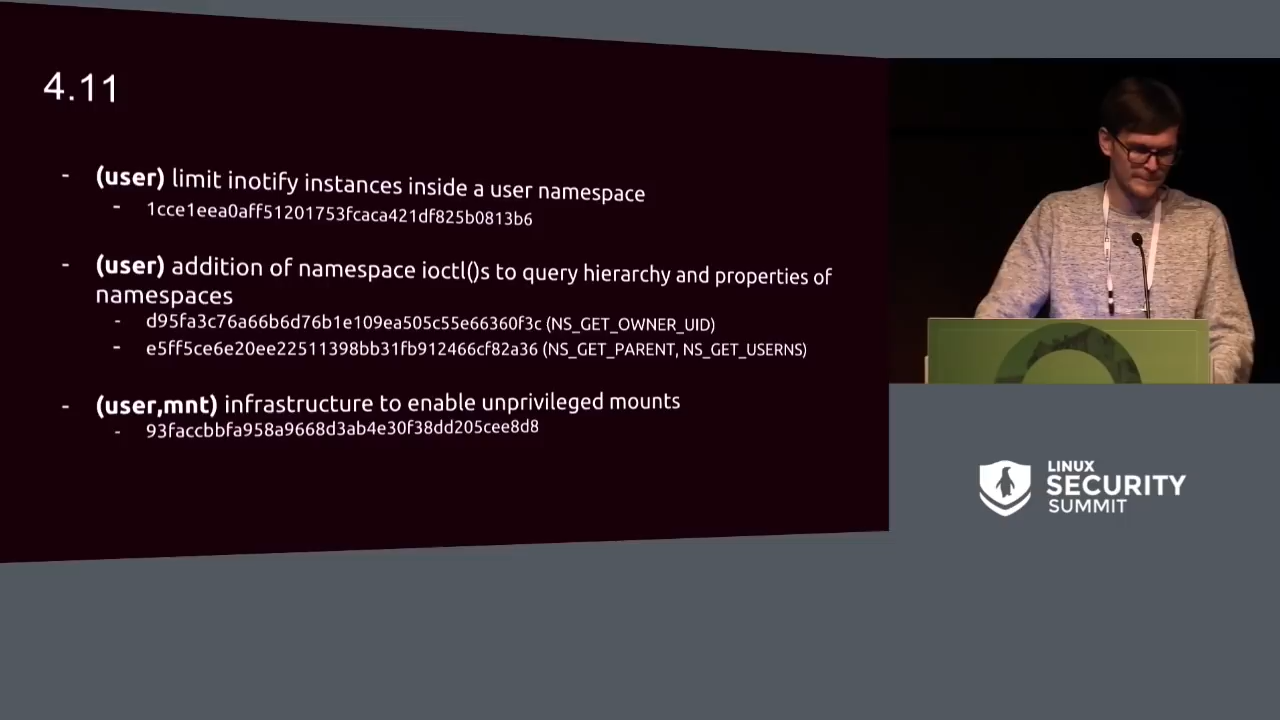 4.11
- (user) limit inotify instances inside a user namespace
- 1cce1eea0aff51201753fcaca421df825b0813b6
- (user) addition of namespace ioctl()s to query hierarchy and properties of
namespaces
- d95fa3c76a66b6d76b1e109ea505c55e66360f3c (NS_GET_OWNER_UID)
- e5ff5ce6e20ee22511398bb31fb912466cf82a36 (NS_GET_PARENT, NS_GET_USERNS)
- (user,mnt) infrastructure to enable unprivileged mounts
- 93faccbbfa958a9668d3ab4e30f38dd205cee8d8
LINUX
SECURITY
SUMMIT